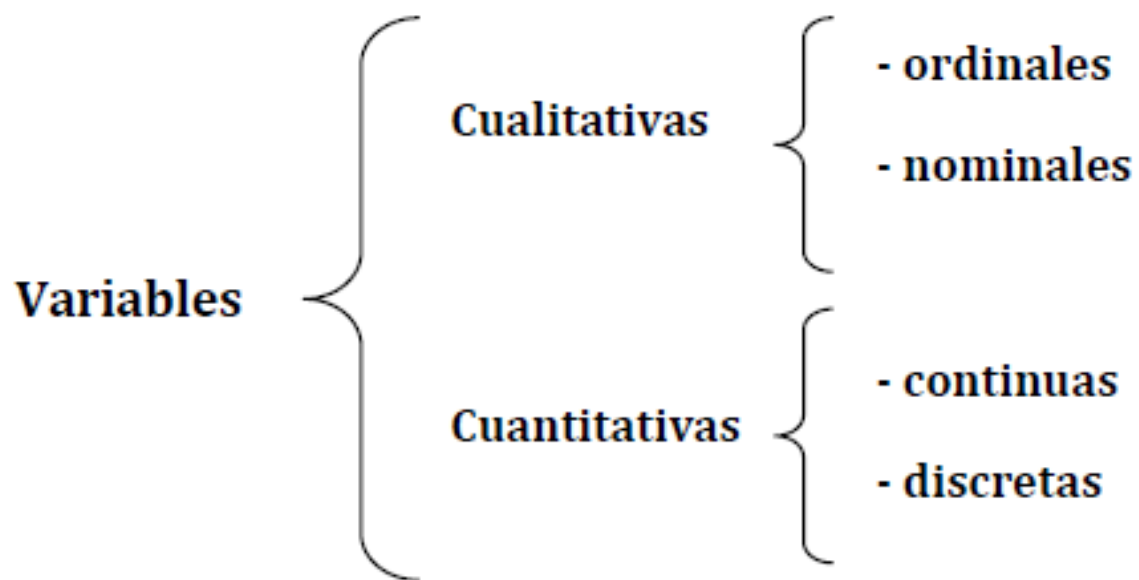 Variables
Cualitativas
- ordinales
- nominales
Cuantitativas
- continuas
- discretas